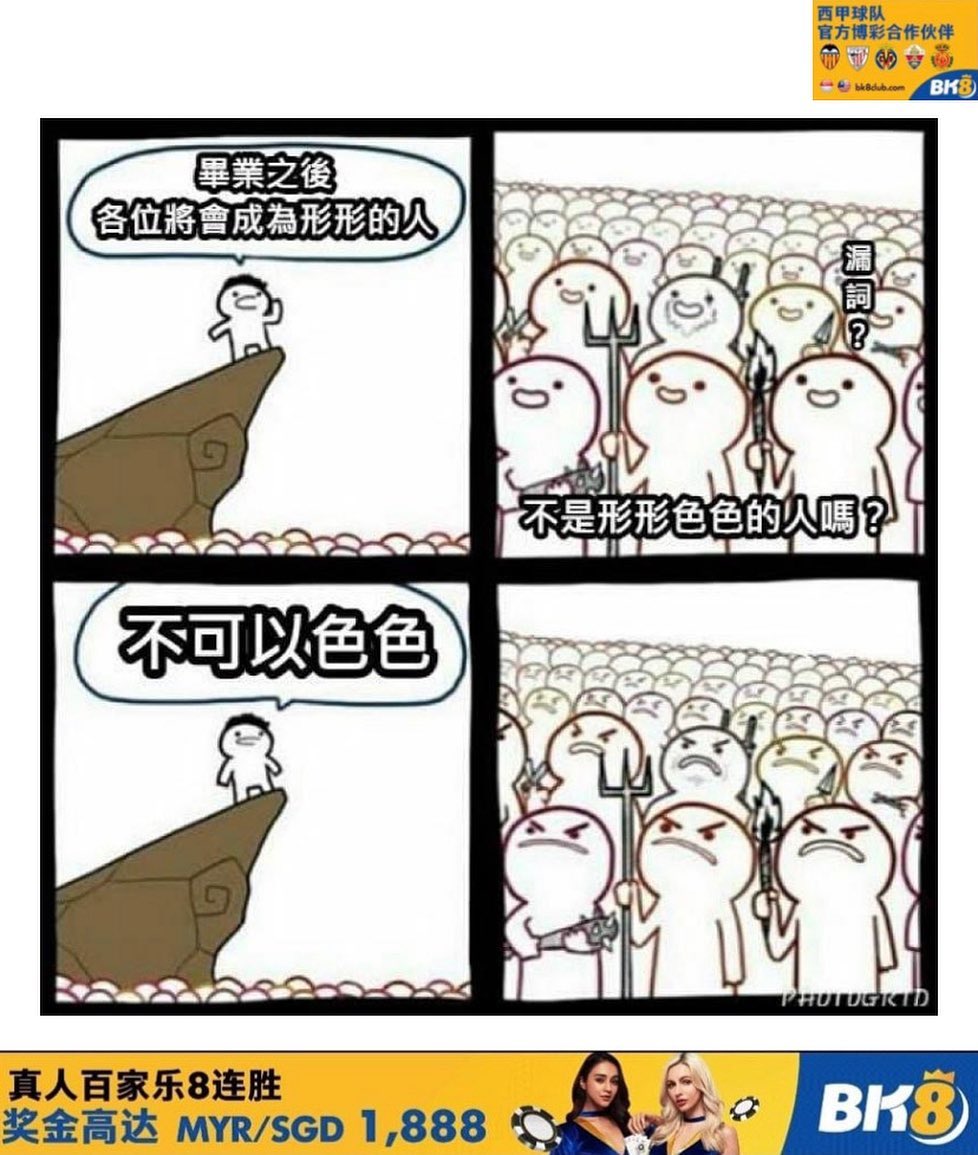 西甲球队
官方博彩合作伙伴
bk8club.com
BK8
畢業之後
各位將會成為形形的人
漏詞？
不是形形色色的人嗎？
不可以色色
PHOTOGRID
真人百家乐8连胜
奖金高达 MYR/SGD 1,888
BK8